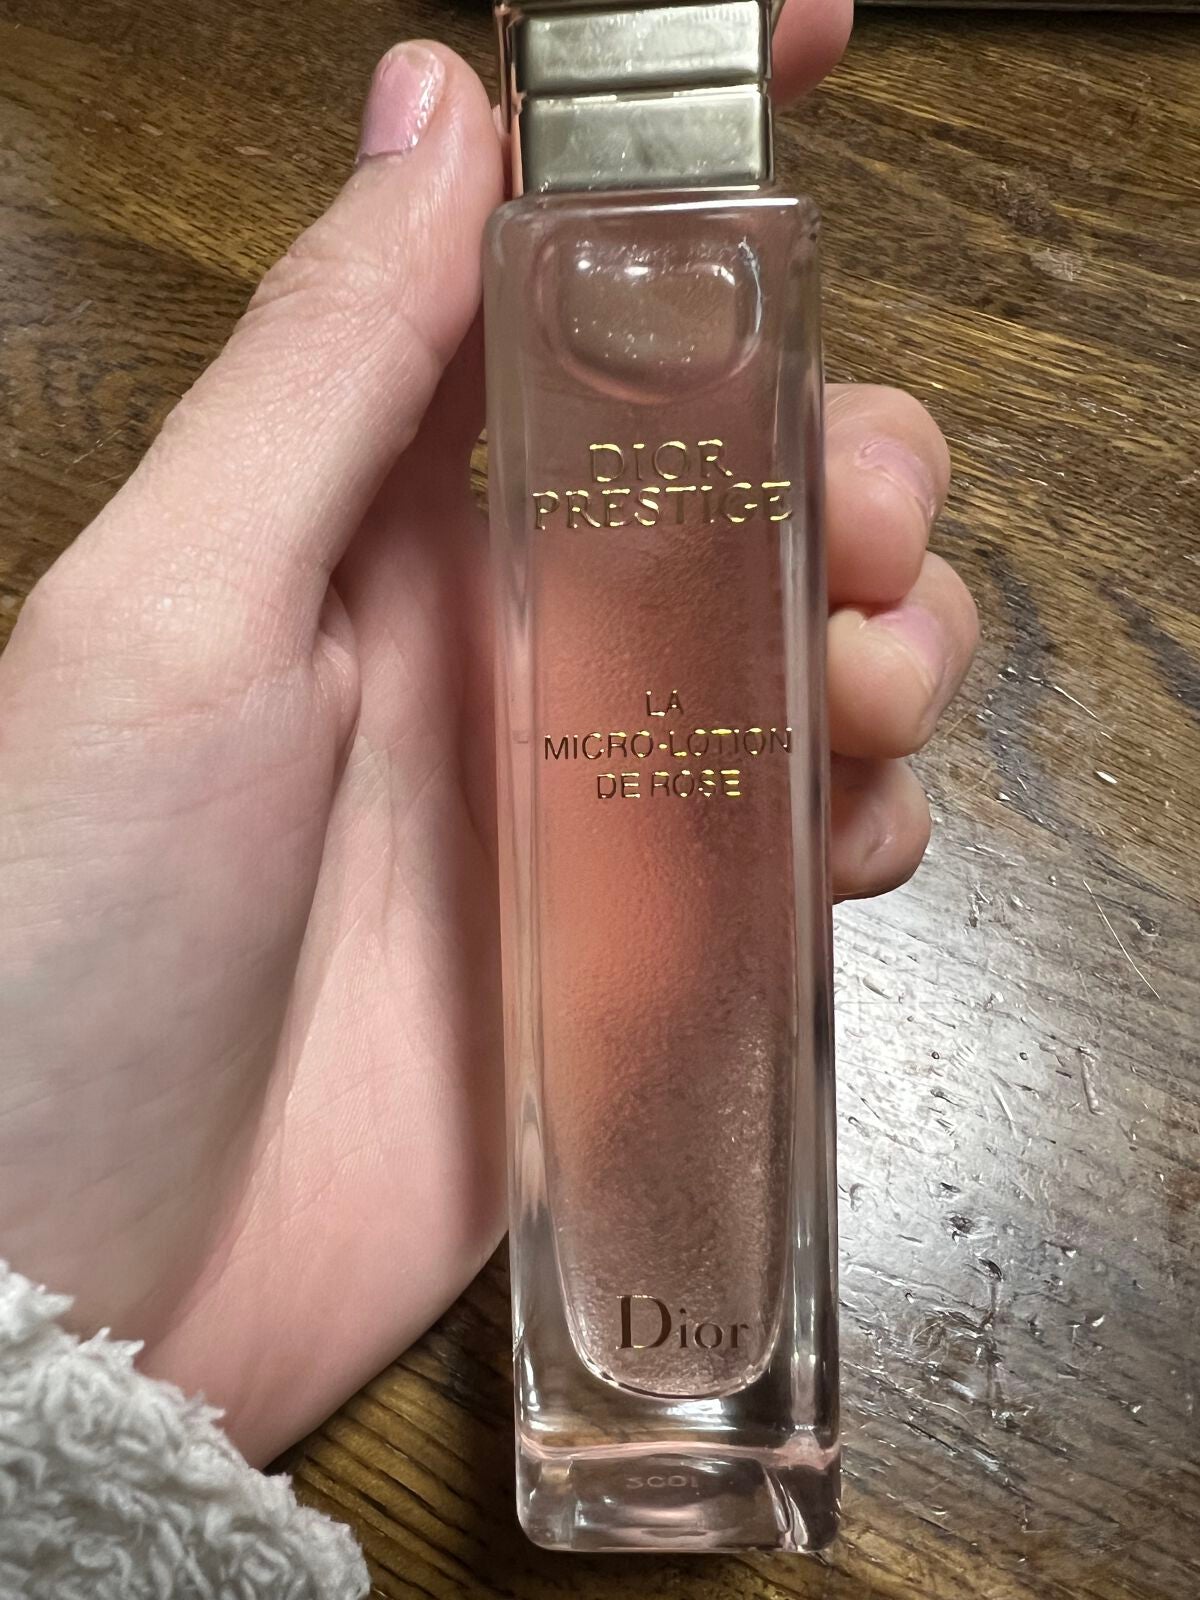 DIOR
PRESTIGE
LA
MICRO-LOTION
DE ROSE
Dior